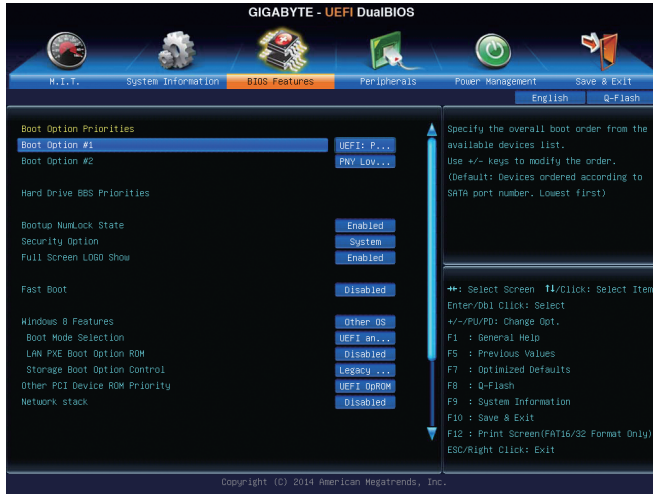 GIGABYTE - UEFI DualBIOS
M.I.T.
System Information
BIOS Features
Peripherals
Power Management
Save & Exit
English
Q-Flash
Boot Option Priorities
Boot Option #1 UEFI: P...
Boot Option #2 PNY Lov...
Hard Drive BBS Priorities
Bootup NumLock State Enabled
Security Option System
Full Screen LOGO Show Enabled
Fast Boot Disabled
Windows 8 Features Other OS
Boot Mode Selection UEFI an...
LAN PXE Boot Option ROM Disabled
Storage Boot Option Control Legacy ...
Other PCI Device ROM Priority UEFI OpROM
Network stack Disabled
Specify the overall boot order from the
available devices list.
Use +/- keys to modify the order.
(Default: Devices ordered according to
SATA port number. Lowest first)
→←: Select Screen ↑↓/Click: Select Item
Enter/Dbl Click: Select
+/-/PU/PD: Change Opt.
F1 : General Help
F5 : Previous Values
F7 : Optimized Defaults
F8 : Q-Flash
F9 : System Information
F10 : Save & Exit
F12 : Print Screen(FAT16/32 Format Only)
ESC/Right Click: Exit
Copyright (C) 2014 American Megatrends, Inc.